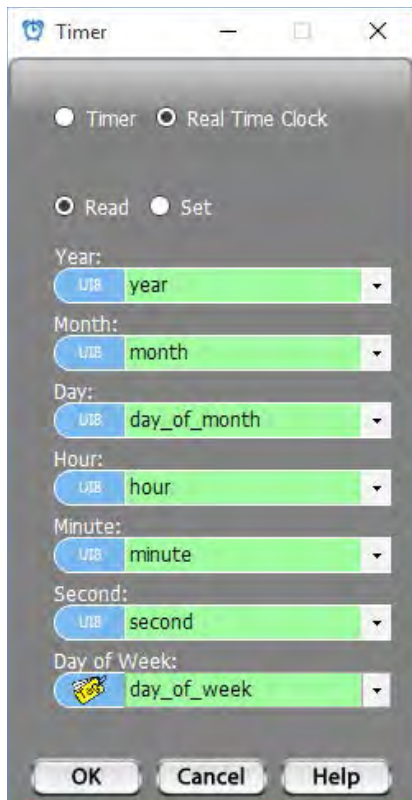 Timer
Timer Real Time Clock
Read Set
Year:
UI8 year
Month:
UI8 month
Day:
UI8 day_of_month
Hour:
UI8 hour
Minute:
UI8 minute
Second:
UI8 second
Day of Week:
day_of_week
OK Cancel Help